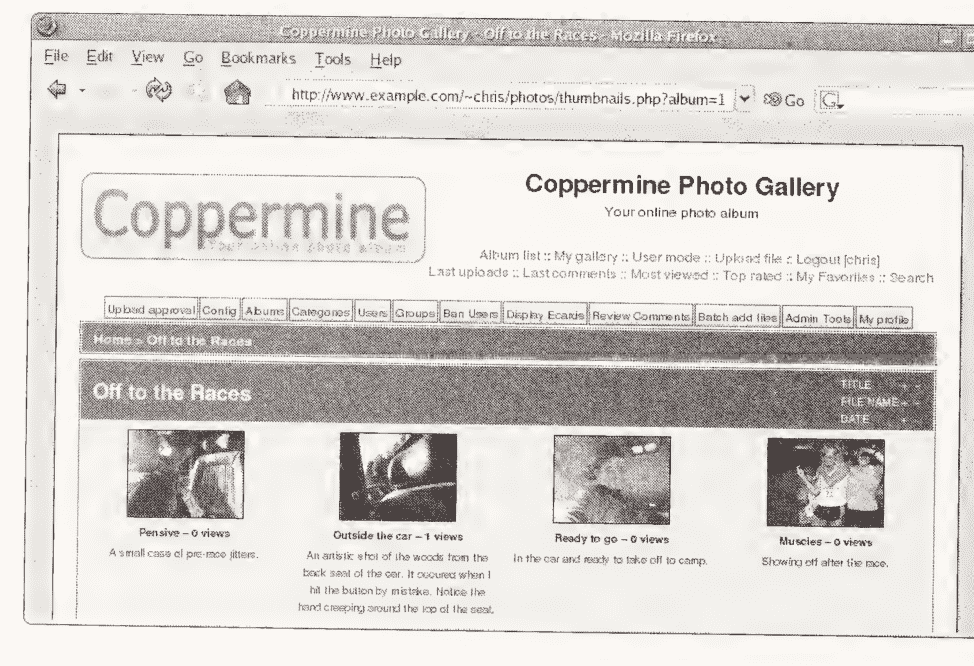 Coppermine Photo Gallery - Off to the Races - Mozilla Firefox
File Edit View Go Bookmarks Tools Help
http://www.example.com/~chris/photos/thumbnails.php?album=1 Go G
Coppermine
Your online photo album
Coppermine Photo Gallery
Your online photo album
Album list :: My gallery :: User mode :: Upload file :: Logout [chris]
Last uploads :: Last comments :: Most viewed :: Top rated :: My Favorites :: Search
Upload approval Config Albums Categories Users Groups Ban Users Display Ecards Review Comments Batch add files Admin Tools My profile
Home > Off to the Races
Off to the Races
TITLE + -
FILE NAME + -
DATE + -
Pensive – 0 views
A small case of pre-race jitters.
Outside the car – 1 views
An artistic shot of the woods from the
back seat of the car. It occured when I
hit the button by mistake. Notice the
hand creeping around the top of the seat.
Ready to go – 0 views
In the car and ready to take off to camp.
Muscles – 0 views
Showing off after the race.